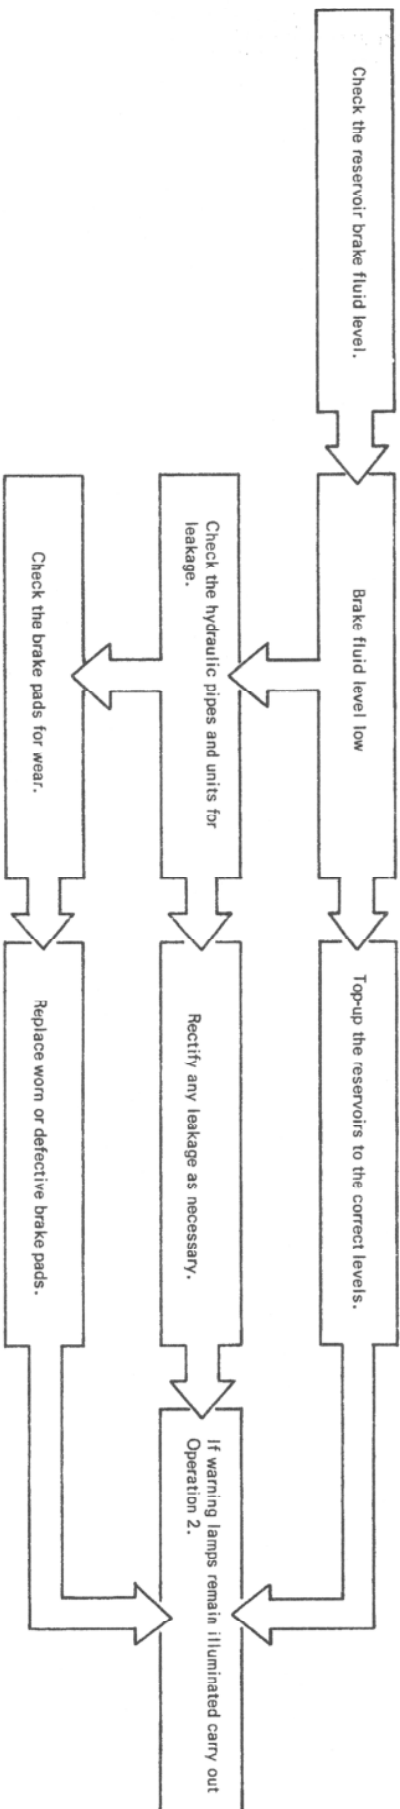 Check the reservoir brake fluid level.
Brake fluid level low
Top-up the reservoirs to the correct levels.
Check the hydraulic pipes and units for
leakage.
Rectify any leakage as necessary.
If warning lamps remain illuminated carry out
Operation 2.
Check the brake pads for wear.
Replace worn or defective brake pads.